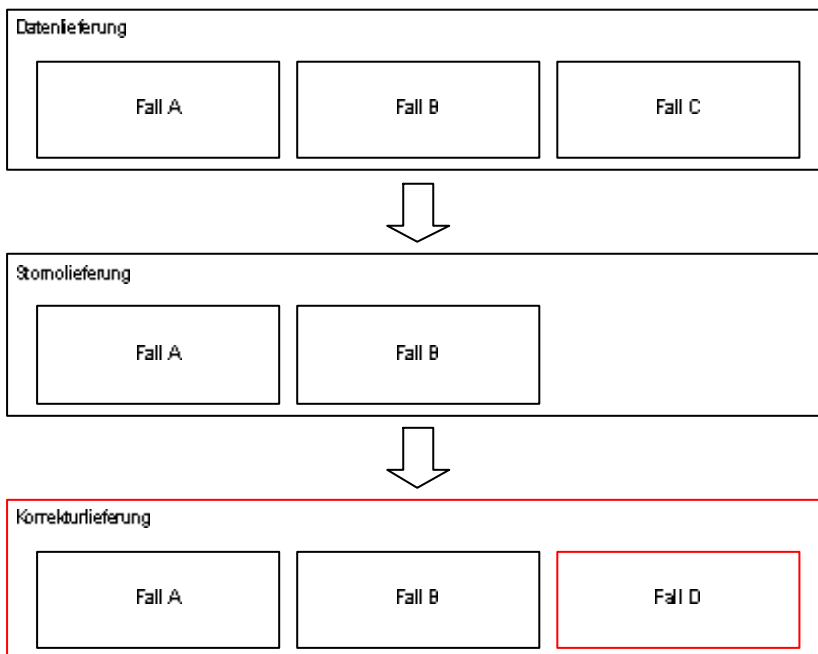 Datenlieferung
Fall A
Fall B
Fall C
Stornolieferung
Fall A
Fall B
Korrekturlieferung
Fall A
Fall B
Fall D